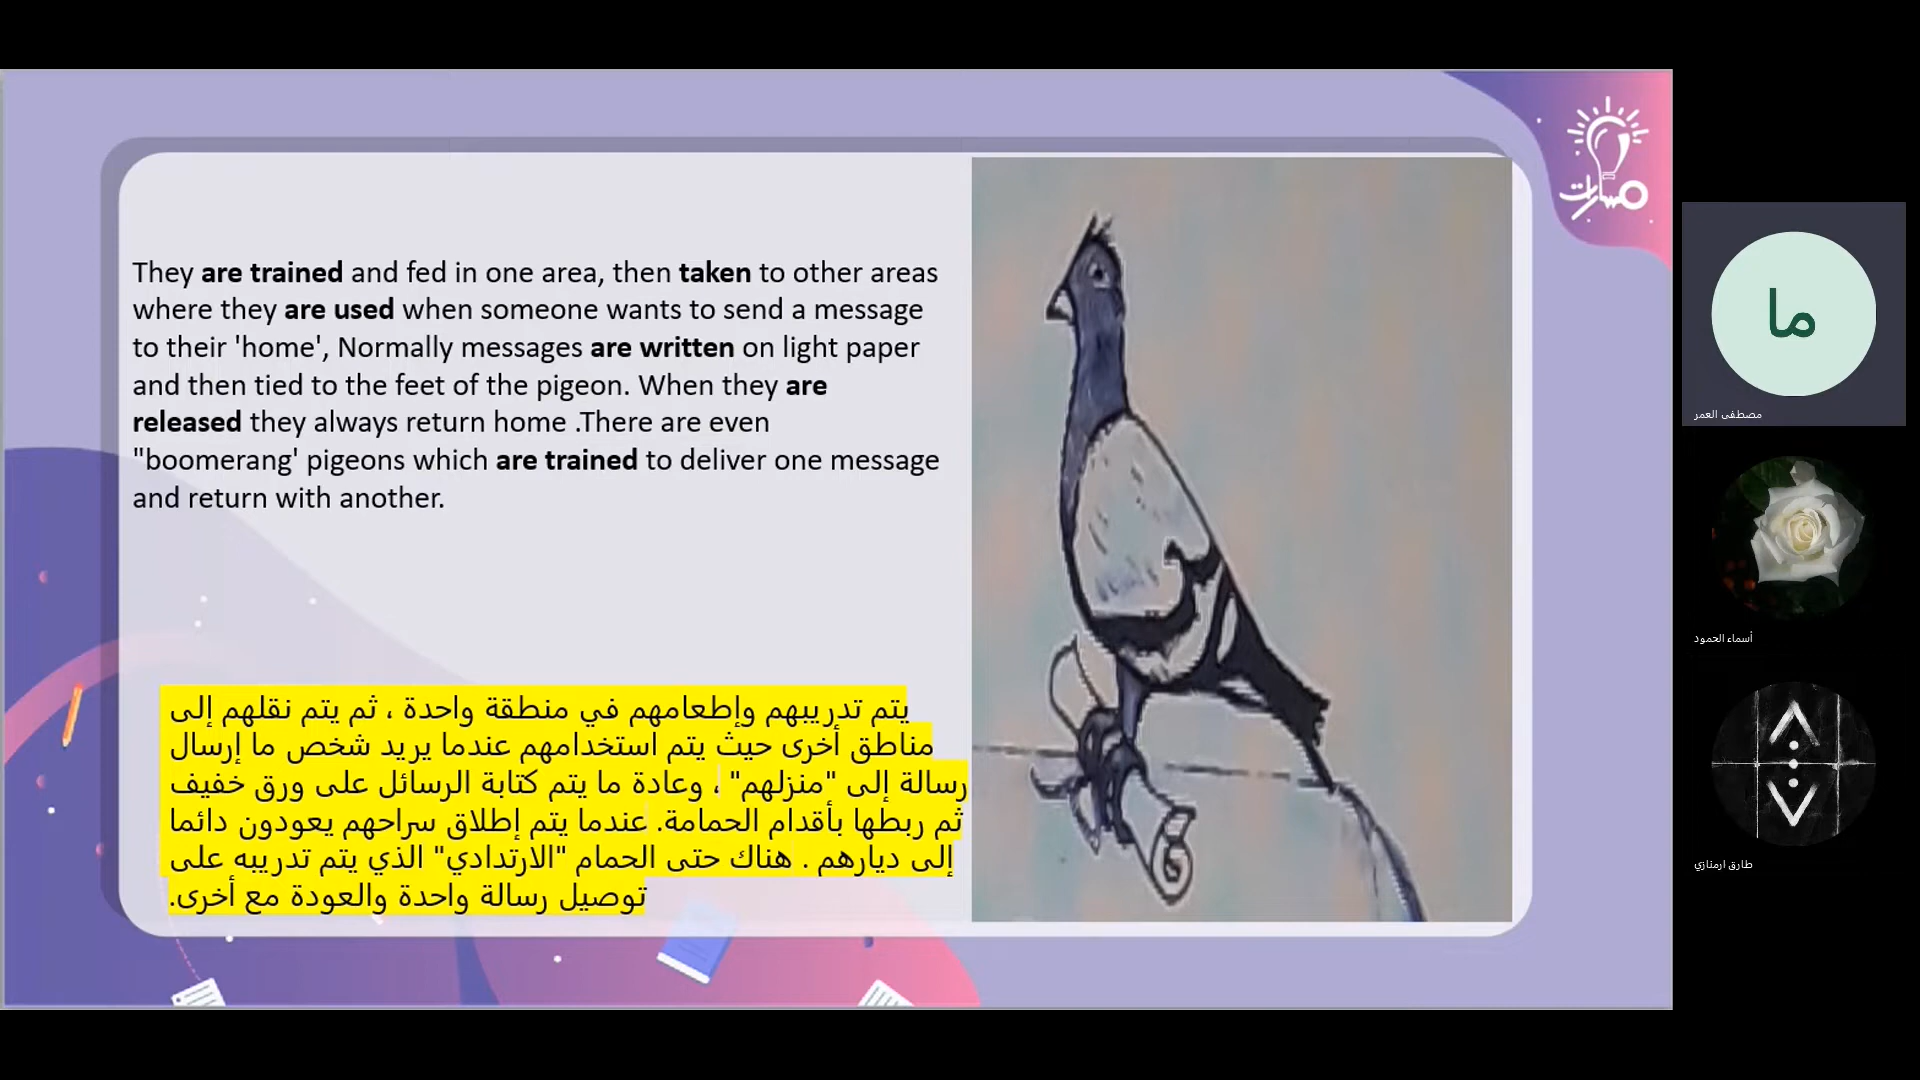 They are trained and fed in one area, then taken to other areas
where they are used when someone wants to send a message
to their 'home', Normally messages are written on light paper
and then tied to the feet of the pigeon. When they are
released they always return home .There are even
"boomerang' pigeons which are trained to deliver one message
and return with another.
يتم تدريبهم وإطعامهم في منطقة واحدة ، ثم يتم نقلهم إلى
مناطق أخرى حيث يتم استخدامهم عندما يريد شخص ما إرسال
رسالة إلى "منزلهم" ، وعادة ما يتم كتابة الرسائل على ورق خفيف
ثم ربطها بأقدام الحمامة. عندما يتم إطلاق سراحهم يعودون دائما
إلى ديارهم . هناك حتى الحمام "الارتدادي" الذي يتم تدريبه على
توصيل رسالة واحدة والعودة مع أخرى.
مسارات
ما
مصطفى العمر
أسماء الحمود
طارق ارمنازي